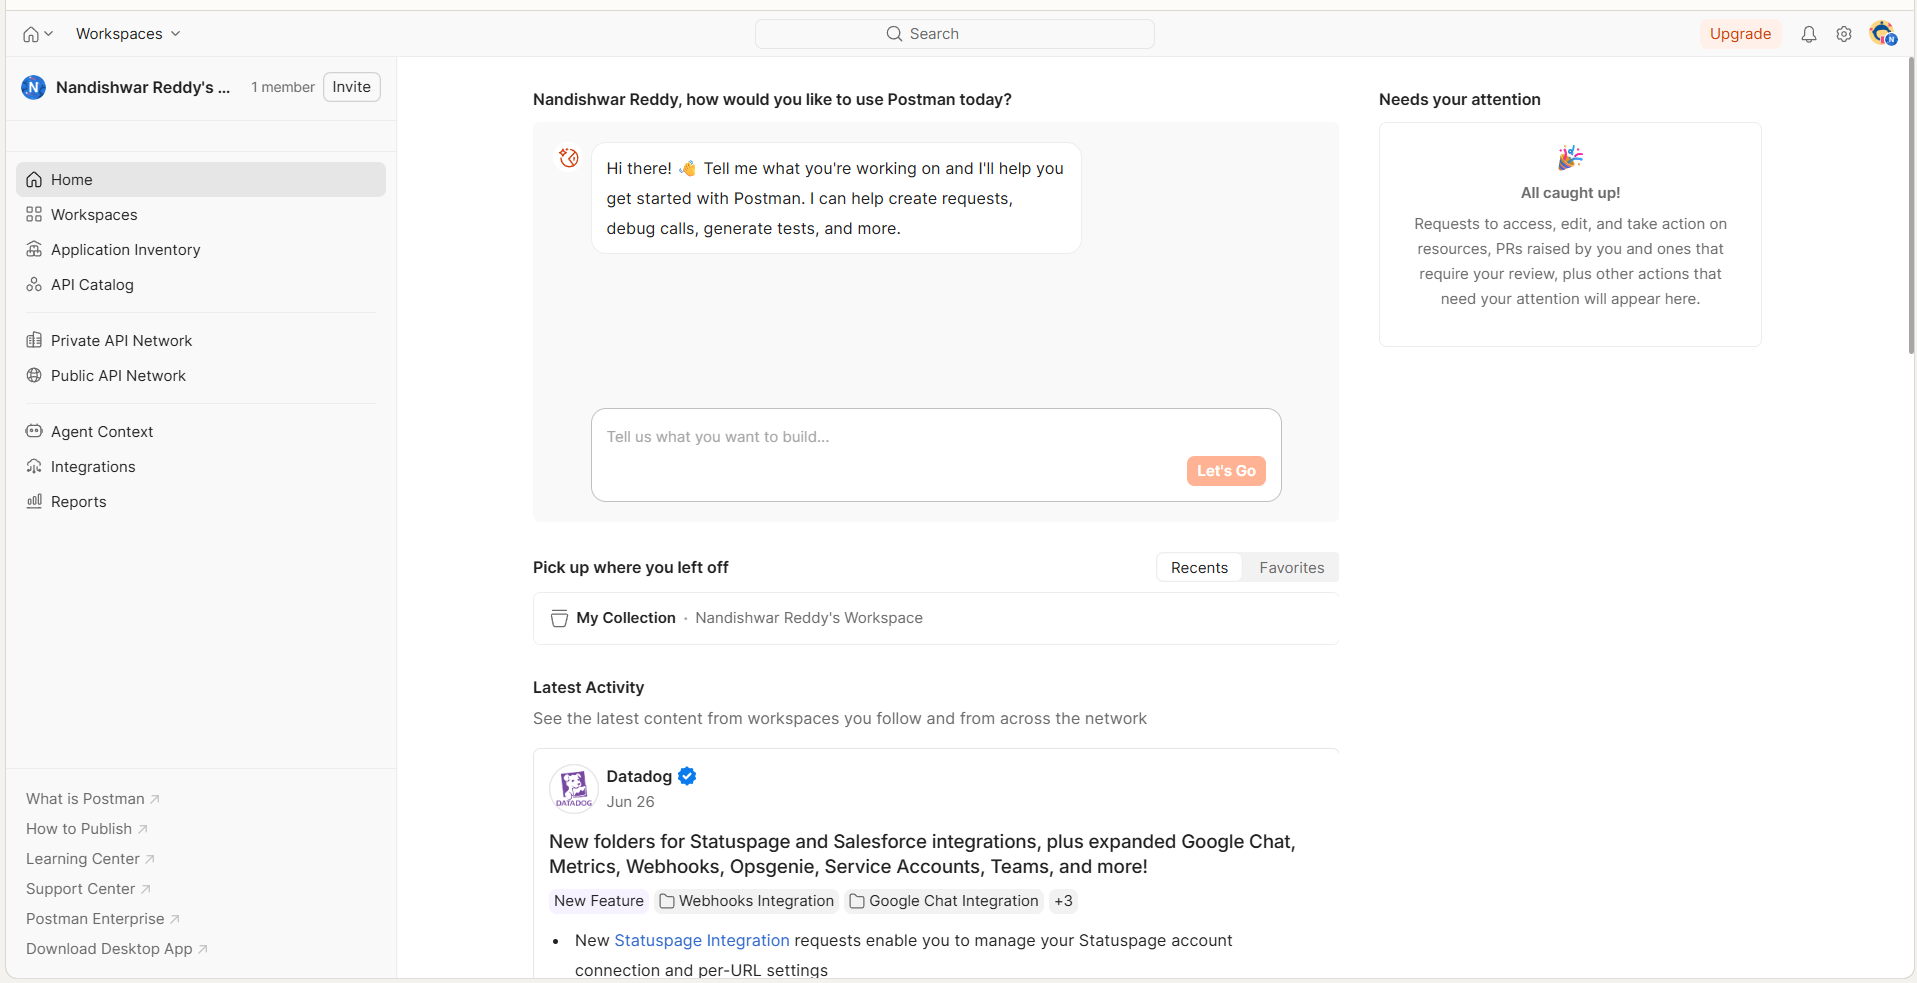 Workspaces
Search
Upgrade
N
N
Nandishwar Reddy's ...
1 member
Invite
Home
Workspaces
Application Inventory
API Catalog
Private API Network
Public API Network
Agent Context
Integrations
Reports
What is Postman
How to Publish
Learning Center
Support Center
Postman Enterprise
Download Desktop App
Nandishwar Reddy, how would you like to use Postman today?
Hi there! 👋 Tell me what you're working on and I'll help you
get started with Postman. I can help create requests,
debug calls, generate tests, and more.
Tell us what you want to build...
Let's Go
Pick up where you left off
Recents
Favorites
My Collection · Nandishwar Reddy's Workspace
Latest Activity
See the latest content from workspaces you follow and from across the network
DATADOG
Datadog
Jun 26
New folders for Statuspage and Salesforce integrations, plus expanded Google Chat,
Metrics, Webhooks, Opsgenie, Service Accounts, Teams, and more!
New Feature
Webhooks Integration
Google Chat Integration
+3
• New Statuspage Integration requests enable you to manage your Statuspage account
connection and per-URL settings
Needs your attention
All caught up!
Requests to access, edit, and take action on
resources, PRs raised by you and ones that
require your review, plus other actions that
need your attention will appear here.